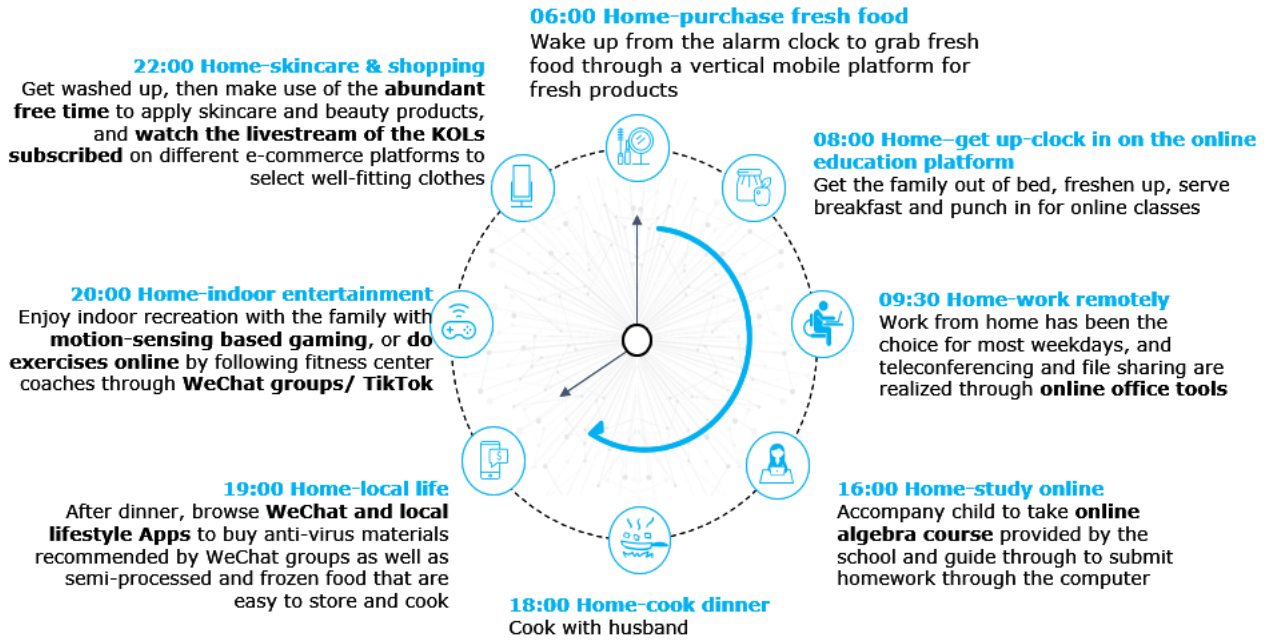 06:00 Home-purchase fresh food
Wake up from the alarm clock to grab fresh
food through a vertical mobile platform for
fresh products
08:00 Home–get up-clock in on the online
education platform
Get the family out of bed, freshen up, serve
breakfast and punch in for online classes
09:30 Home-work remotely
Work from home has been the
choice for most weekdays, and
teleconferencing and file sharing are
realized through online office tools
16:00 Home-study online
Accompany child to take online
algebra course provided by the
school and guide through to submit
homework through the computer
18:00 Home-cook dinner
Cook with husband
19:00 Home-local life
After dinner, browse WeChat and local
lifestyle Apps to buy anti-virus materials
recommended by WeChat groups as well as
semi-processed and frozen food that are
easy to store and cook
20:00 Home-indoor entertainment
Enjoy indoor recreation with the family with
motion-sensing based gaming, or do
exercises online by following fitness center
coaches through WeChat groups/ TikTok
22:00 Home-skincare & shopping
Get washed up, then make use of the abundant
free time to apply skincare and beauty products,
and watch the livestream of the KOLs
subscribed on different e-commerce platforms to
select well-fitting clothes